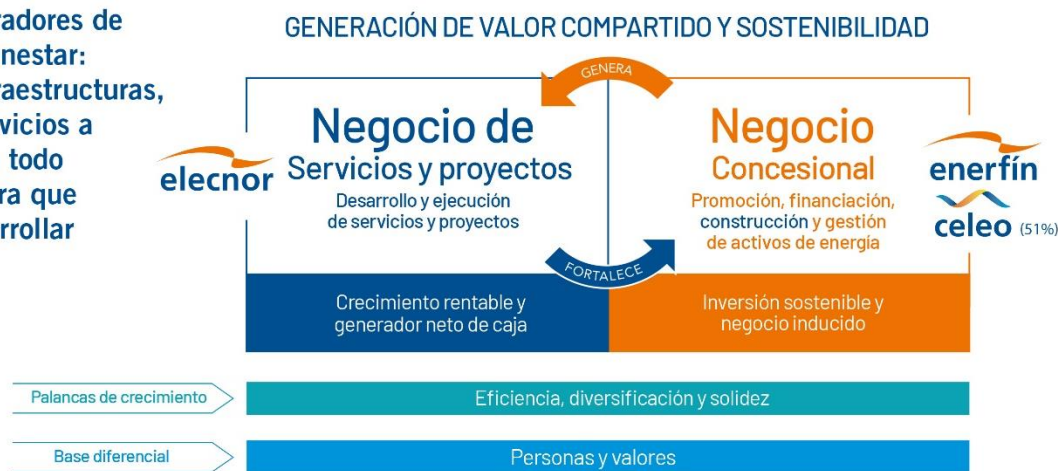 radores de
nestar:
raestructuras,
vicios a
todo
ra que
rrollar
GENERACIÓN DE VALOR COMPARTIDO Y SOSTENIBILIDAD
GENERA
elecnor
Negocio de
Servicios y proyectos
Desarrollo y ejecución
de servicios y proyectos
Negocio
Concesional
Promoción, financiación,
construcción y gestión
de activos de energía
enerfín
celeo (51%)
FORTALECE
Crecimiento rentable y
generador neto de caja
Inversión sostenible y
negocio inducido
Palancas de crecimiento
Eficiencia, diversificación y solidez
Base diferencial
Personas y valores